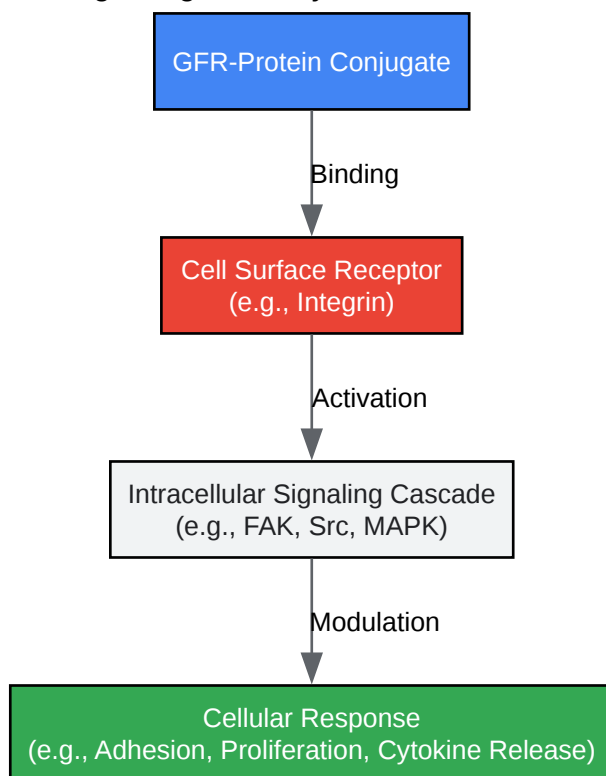 GFR-Protein Conjugate
Binding
Cell Surface Receptor
(e.g., Integrin)
Activation
Intracellular Signaling Cascade
(e.g., FAK, Src, MAPK)
Modulation
Cellular Response
(e.g., Adhesion, Proliferation, Cytokine Release)